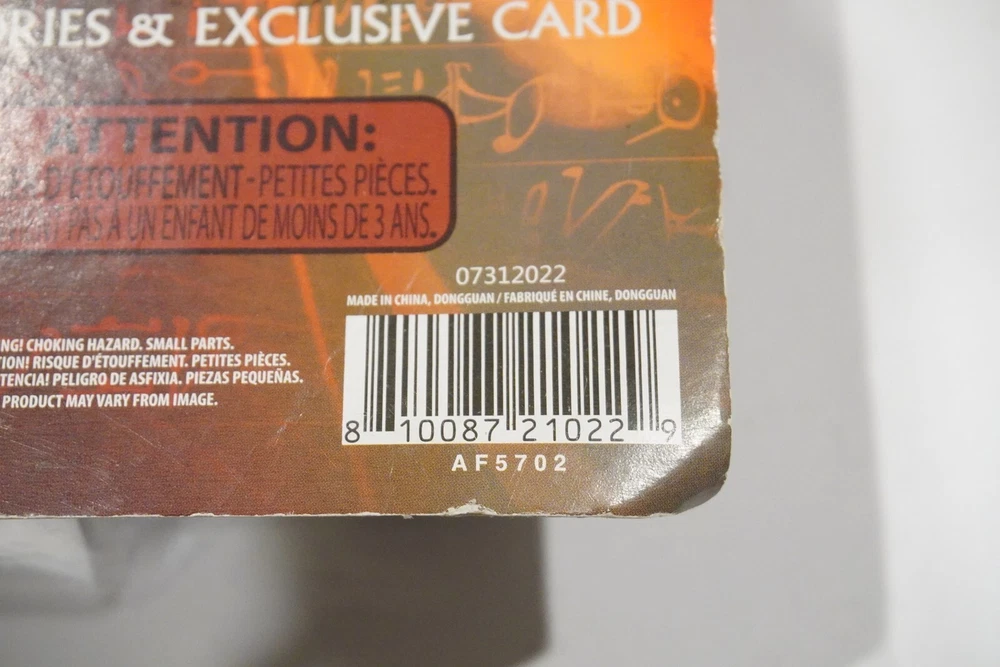 RIES & EXCLUSIVE CARD
ATTENTION:
D'ÉTOUFFEMENT-PETITES PIÈCES.
PAS À UN ENFANT DE MOINS DE 3 ANS.
07312022
MADE IN CHINA, DONGGUAN / FABRIQUÉ EN CHINE, DONGGUAN
NG! CHOKING HAZARD. SMALL PARTS.
TION! RISQUE D'ÉTOUFFEMENT. PETITES PIÈCES.
TENCIA! PELIGRO DE ASFIXIA. PIEZAS PEQUEÑAS.
PRODUCT MAY VARY FROM IMAGE.
8 10087 21022 9
AF5702